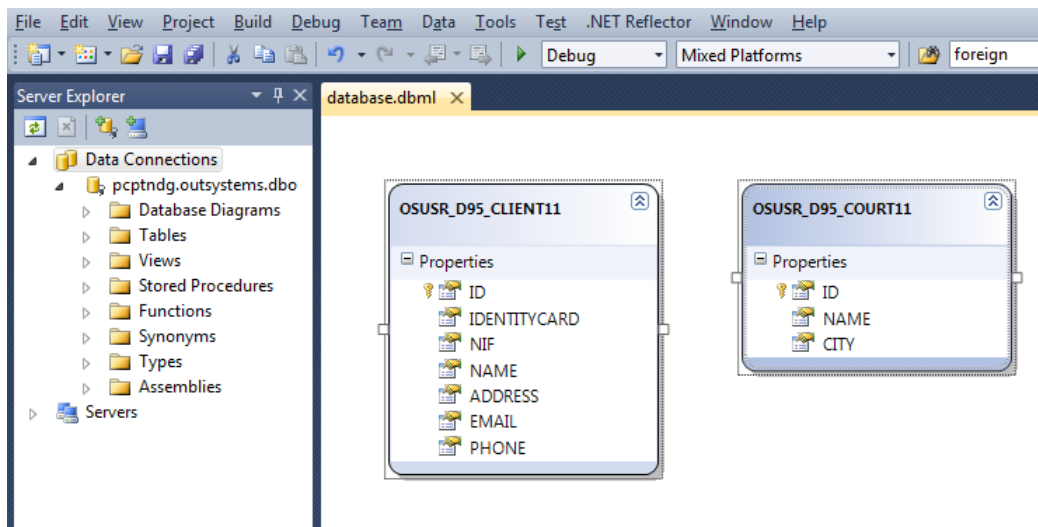 File Edit View Project Build Debug Team Data Tools Test .NET Reflector Window Help
Debug Mixed Platforms foreign
Server Explorer
database.dbml
Data Connections
pcptndg.outsystems.dbo
Database Diagrams
Tables
Views
Stored Procedures
Functions
Synonyms
Types
Assemblies
Servers
OSUSR_D95_CLIENT11
Properties
ID
IDENTITYCARD
NIF
NAME
ADDRESS
EMAIL
PHONE
OSUSR_D95_COURT11
Properties
ID
NAME
CITY